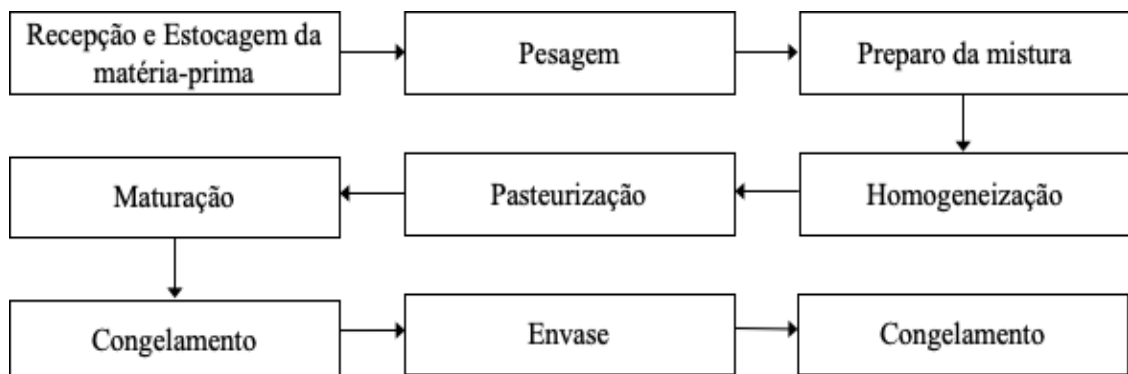 Recepção e Estocagem da
matéria-prima
Pesagem
Preparo da mistura
Homogeneização
Pasteurização
Maturação
Congelamento
Envase
Congelamento